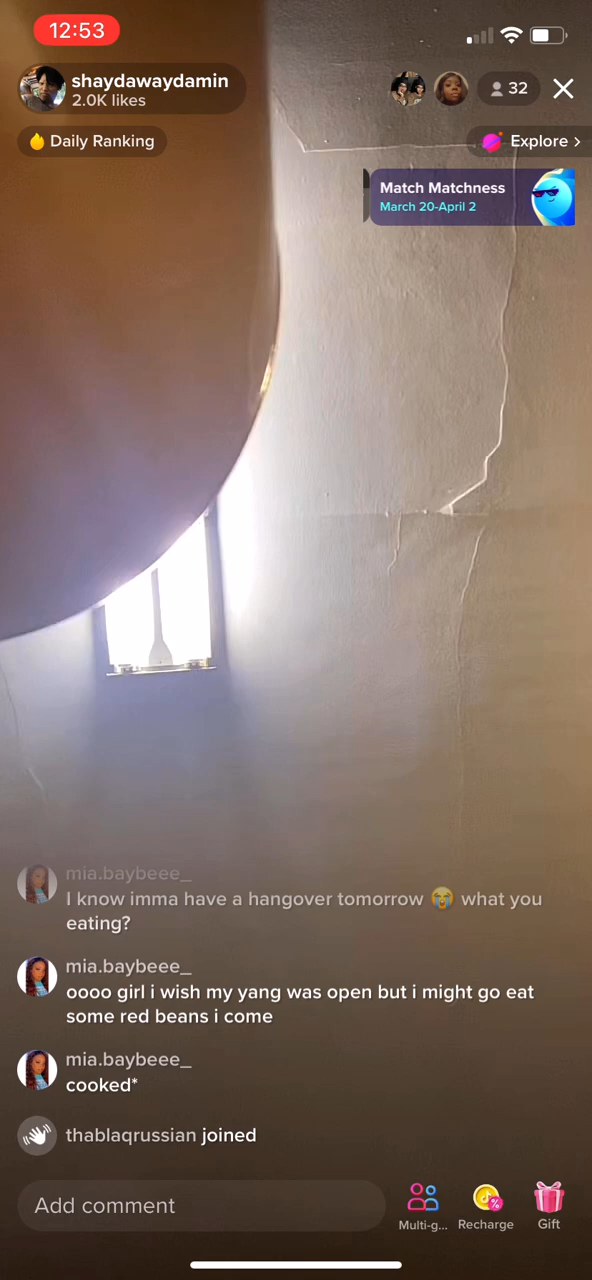 12:53
shaydawaydamin
2.0K likes
32
Daily Ranking
Explore >
Match Matchness
March 20-April 2
mia.baybeee_
I know imma have a hangover tomorrow 😭 what you
eating?
mia.baybeee_
oooo girl i wish my yang was open but i might go eat
some red beans i come
mia.baybeee_
cooked*
thablaqrussian joined
Add comment
Multi-g...
Recharge
Gift